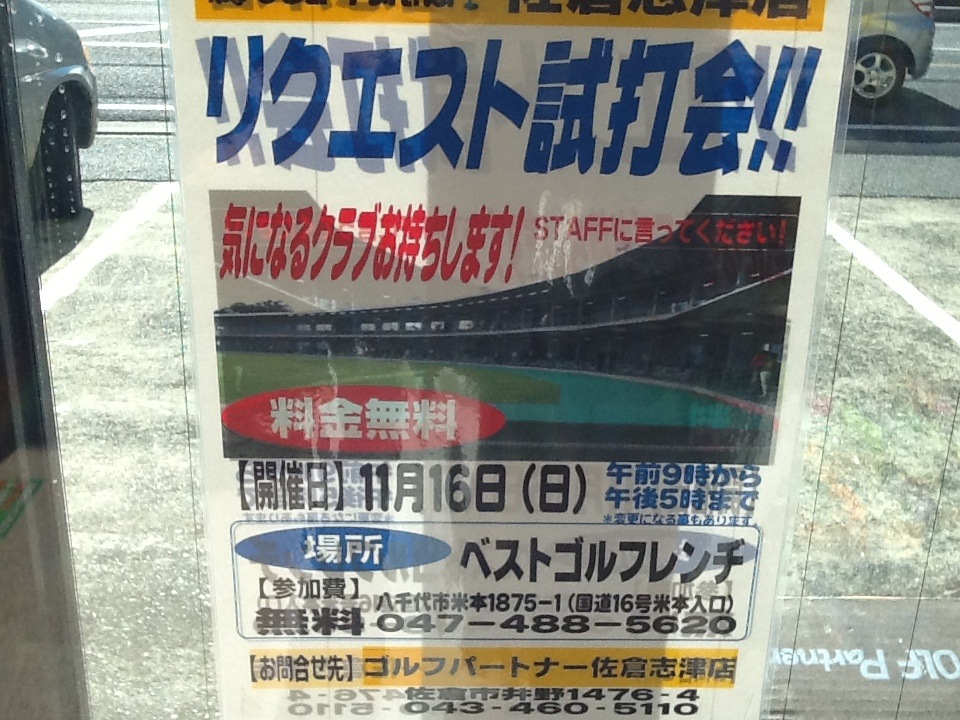 佐倉志津店
リクエスト試打会!!
気になるクラブお持ちします! STAFFに言ってください!
料金無料
【開催日】11月16日（日） 午前9時から
午後5時まで
*変更になる事もあります。
場所 ベストゴルフレンヂ
【参加費】 八千代市米本1875-1（国道16号米本入口）
無料 047-488-5620
【お問合せ先】ゴルフパートナー佐倉志津店
佐倉市井野1476-4
043-460-5110
OLF Partner